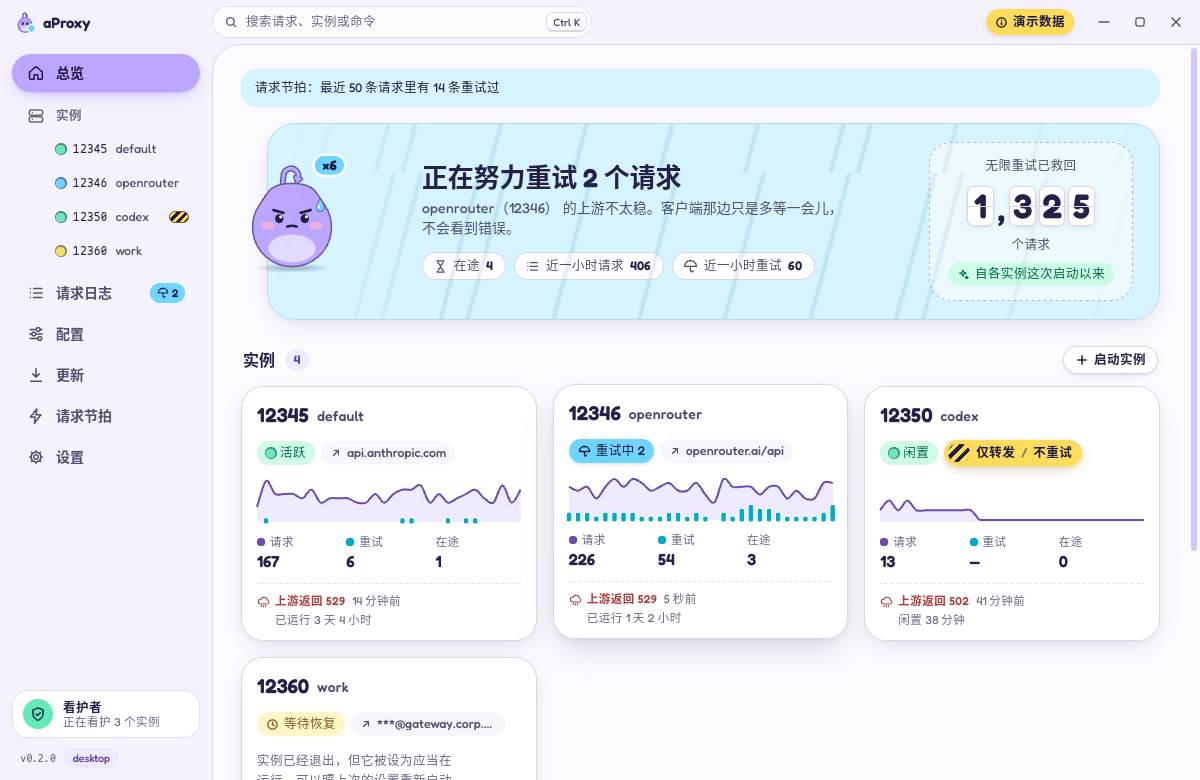 aProxy
搜索请求、实例或命令
Ctrl K
演示数据
总览
实例
12345 default
12346 openrouter
12350 codex
12360 work
请求日志
2
配置
更新
请求节拍
设置
看护者
正在看护 3 个实例
v0.2.0 desktop
请求节拍：最近 50 条请求里有 14 条重试过
×6
正在努力重试 2 个请求
openrouter（12346） 的上游不太稳。客户端那边只是多等一会儿，
不会看到错误。
在途 4
近一小时请求 406
近一小时重试 60
无限重试已救回
1,325
个请求
自各实例这次启动以来
实例 4
启动实例
12345 default
活跃
api.anthropic.com
请求 重试 在途
167 6 1
上游返回 529 14 分钟前
已运行 3 天 4 小时
12346 openrouter
重试中 2
openrouter.ai/api
请求 重试 在途
226 54 3
上游返回 529 5 秒前
已运行 1 天 2 小时
12350 codex
闲置
仅转发 / 不重试
请求 重试 在途
13 – 0
上游返回 502 41 分钟前
闲置 38 分钟
12360 work
等待恢复
***@gateway.corp....
实例已经退出，但它被设为应当在
运行。可以照上次的设置重新启动